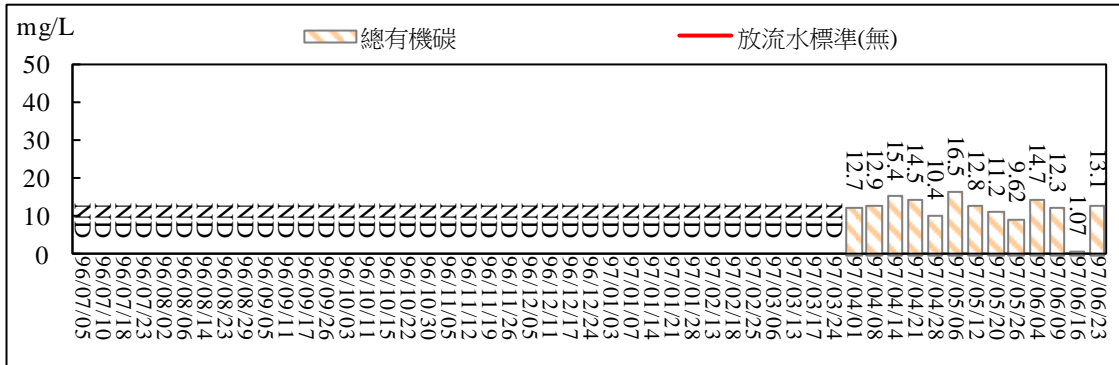 mg/L
總有機碳
放流水標準(無)
50
40
30
20
10
0
ND ND ND ND ND ND ND ND ND ND ND ND ND ND ND ND ND ND ND ND ND ND ND ND ND ND ND ND ND ND ND ND ND ND ND ND ND ND 12.7 12.9 15.4 14.5 10.4 16.5 12.8 11.2 9.62 14.7 12.3 1.07 13.1
96/07/05 96/07/10 96/07/18 96/07/23 96/08/02 96/08/06 96/08/14 96/08/23 96/08/29 96/09/05 96/09/11 96/09/17 96/09/26 96/10/03 96/10/11 96/10/15 96/10/22 96/10/30 96/11/05 96/11/12 96/11/19 96/11/26 96/12/05 96/12/11 96/12/17 96/12/24 97/01/03 97/01/07 97/01/14 97/01/21 97/01/28 97/02/13 97/02/18 97/02/25 97/03/06 97/03/13 97/03/17 97/03/24 97/04/01 97/04/08 97/04/14 97/04/21 97/04/28 97/05/06 97/05/12 97/05/20 97/05/26 97/06/04 97/06/09 97/06/16 97/06/23